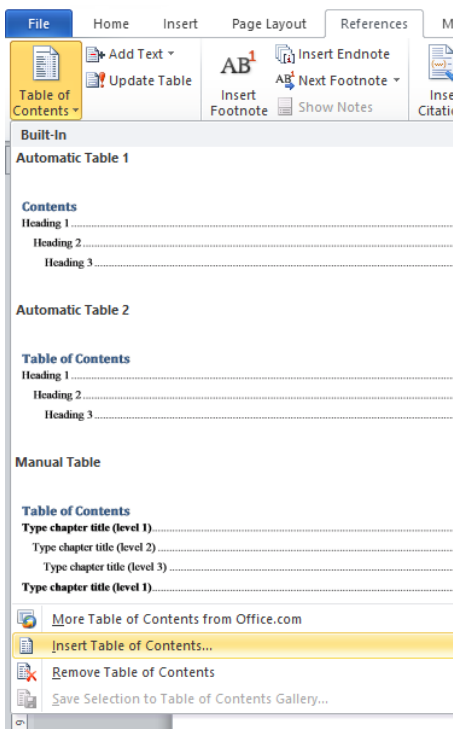 File Home Insert Page Layout References M
Add Text Insert Endnote
Update Table AB1 Next Footnote
Table of Contents Insert Footnote Show Notes
Built-In
Automatic Table 1
Contents
Heading 1
Heading 2
Heading 3
Automatic Table 2
Table of Contents
Heading 1
Heading 2
Heading 3
Manual Table
Table of Contents
Type chapter title (level 1)
Type chapter title (level 2)
Type chapter title (level 3)
Type chapter title (level 1)
More Table of Contents from Office.com
Insert Table of Contents...
Remove Table of Contents
Save Selection to Table of Contents Gallery...